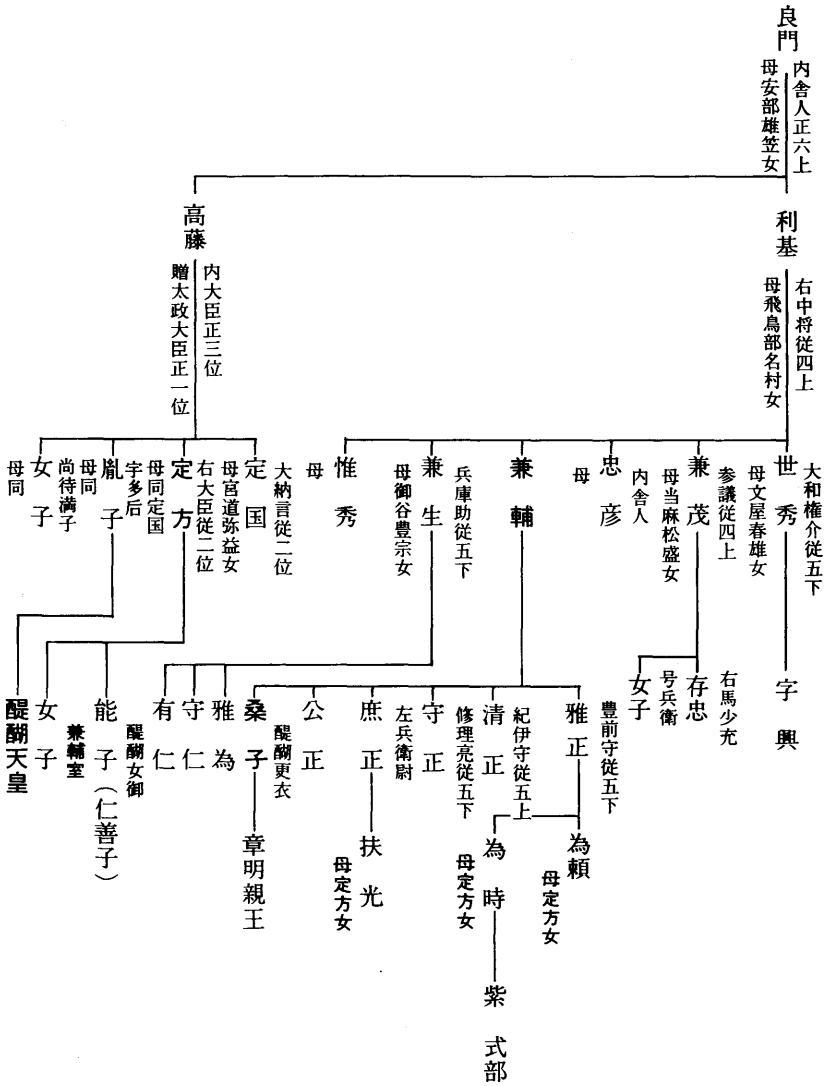 良門
内舎人正六上
母安部雄笠女
利基
右中将従四上
母飛鳥部名村女
高藤
内大臣正三位
贈太政大臣正一位
世秀
大和権介従五下
母文屋春雄女
兼茂
参議従四上
母当麻松盛女
忠彦
内舎人
母
兼輔
兼生
兵庫助従五下
母御谷豊宗女
惟秀
母
定国
大納言従二位
母宮道弥益女
定方
右大臣従二位
母同定国
胤子
宇多后
母同
女子
尚待満子
母同
字興
存忠
右馬少充
女子
号兵衛
雅正
豊前守従五下
清正
紀伊守従五上
守正
修理亮従五下
庶正
左兵衛尉
公正
桑子
醍醐更衣
雅為
守仁
有仁
能子(仁善子)
醍醐女御
女子
兼輔室
醍醐天皇
為頼
母定方女
為時
母定方女
扶光
母定方女
章明親王
紫式部